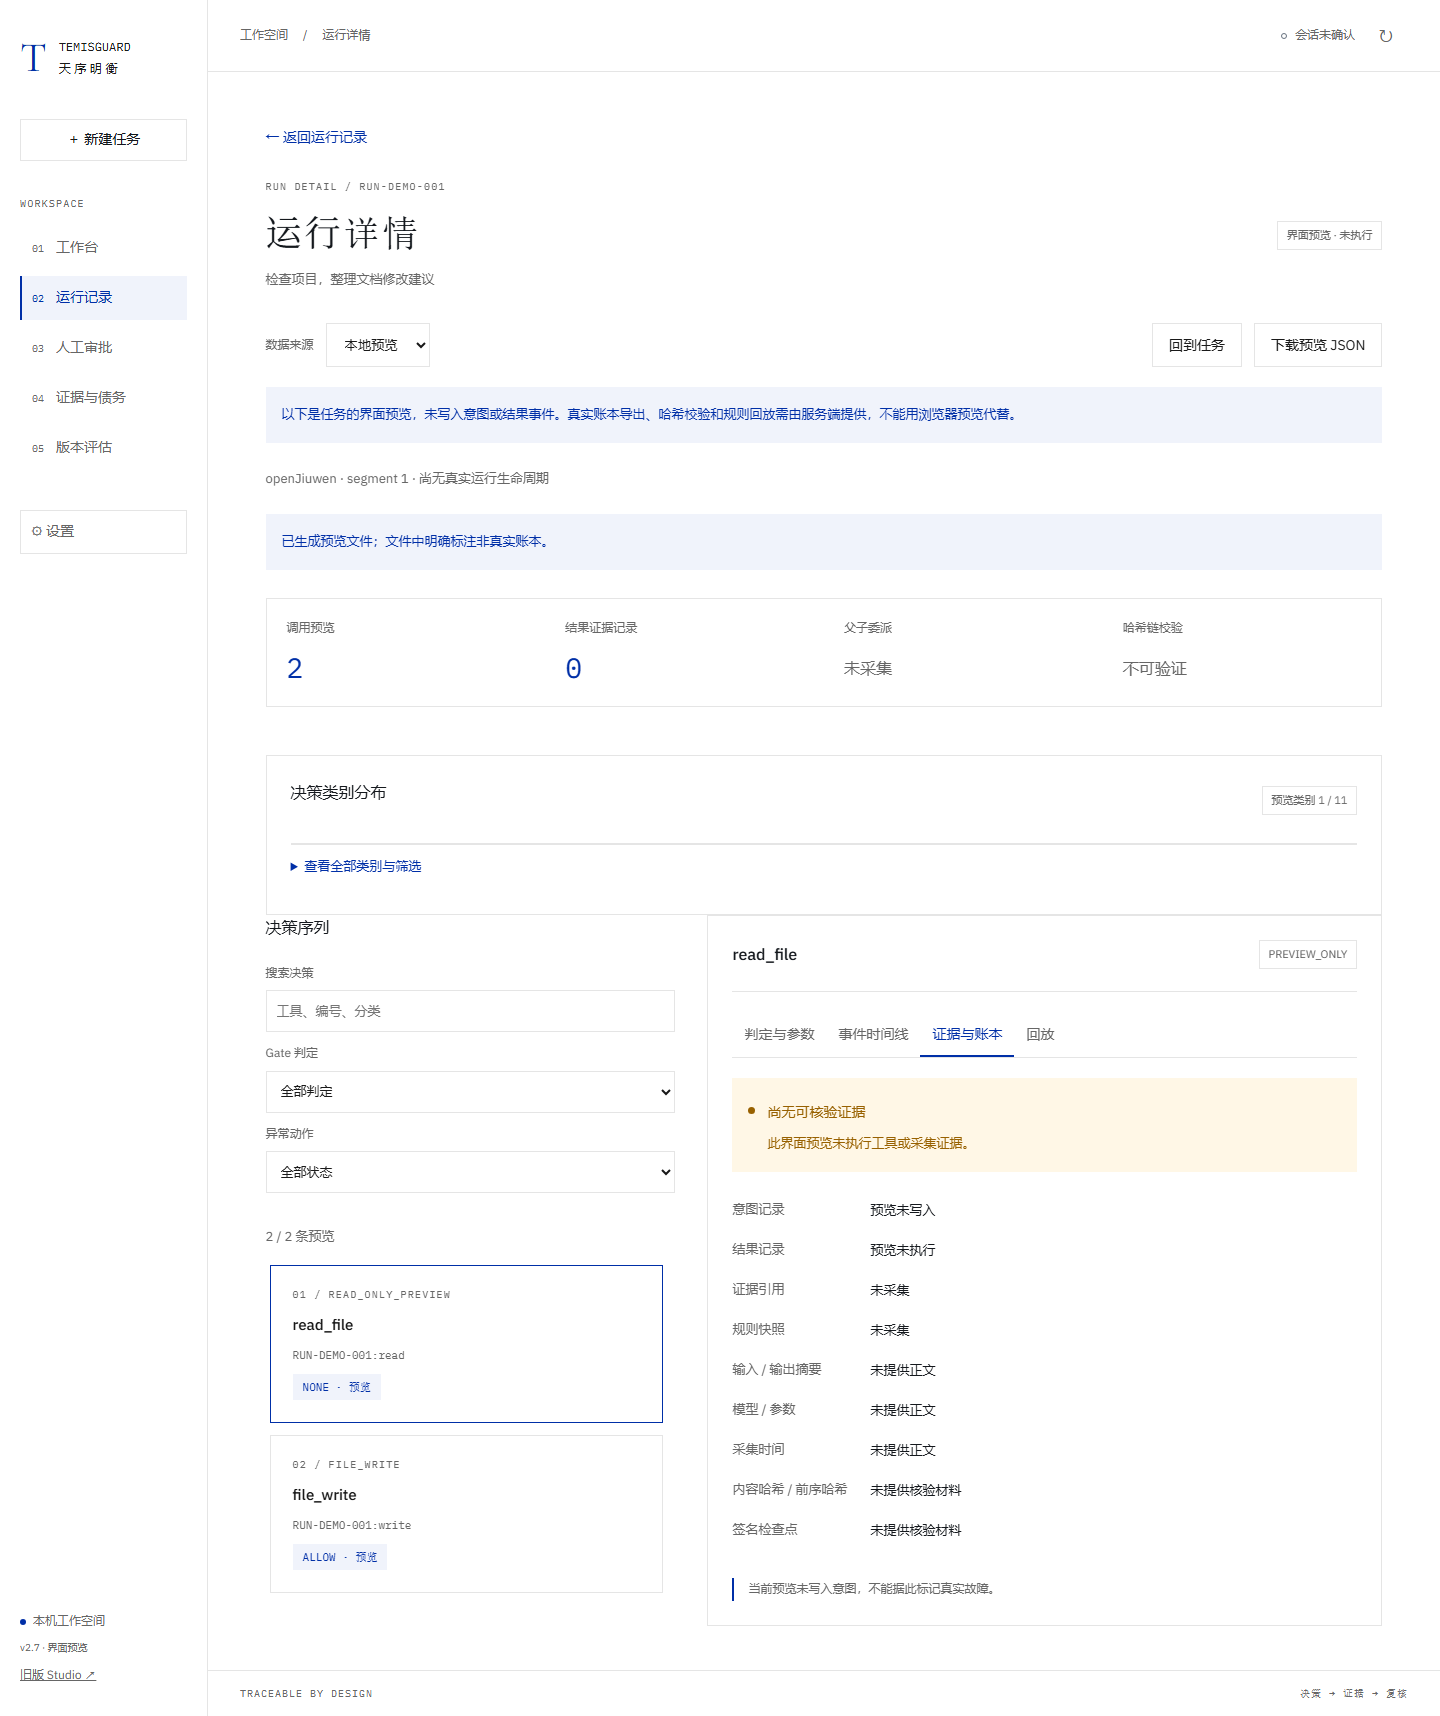 T
TEMISGUARD
天序明衡
+ 新建任务
WORKSPACE
01 工作台
02 运行记录
03 人工审批
04 证据与债务
05 版本评估
⚙ 设置
本机工作空间
v2.7 · 界面预览
旧版 Studio ↗
工作空间 / 运行详情
会话未确认 ↻
← 返回运行记录
RUN DETAIL / RUN-DEMO-001
运行详情
界面预览 · 未执行
检查项目，整理文档修改建议
数据来源 本地预览
回到任务
下载预览 JSON
以下是任务的界面预览，未写入意图或结果事件。真实账本导出、哈希校验和规则回放需由服务端提供，不能用浏览器预览代替。
openJiuwen · segment 1 · 尚无真实运行生命周期
已生成预览文件；文件中明确标注非真实账本。
调用预览
2
结果证据记录
0
父子委派
未采集
哈希链校验
不可验证
决策类别分布
预览类别 1 / 11
▶ 查看全部类别与筛选
决策序列
搜索决策
工具、编号、分类
Gate 判定
全部判定
异常动作
全部状态
2 / 2 条预览
01 / READ_ONLY_PREVIEW
read_file
RUN-DEMO-001:read
NONE · 预览
02 / FILE_WRITE
file_write
RUN-DEMO-001:write
ALLOW · 预览
read_file
PREVIEW_ONLY
判定与参数 事件时间线 证据与账本 回放
尚无可核验证据
此界面预览未执行工具或采集证据。
意图记录 预览未写入
结果记录 预览未执行
证据引用 未采集
规则快照 未采集
输入 / 输出摘要 未提供正文
模型 / 参数 未提供正文
采集时间 未提供正文
内容哈希 / 前序哈希 未提供核验材料
签名检查点 未提供核验材料
当前预览未写入意图，不能据此标记真实故障。
TRACEABLE BY DESIGN
决策 → 证据 → 复核